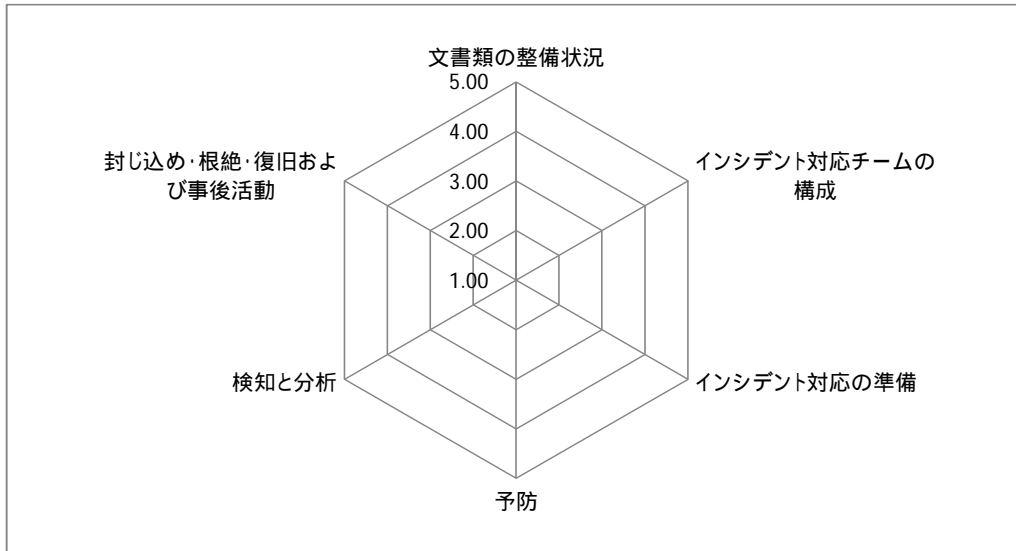 文書類の整備状況
5.00
4.00
3.00
2.00
1.00
インシデント対応チームの
構成
インシデント対応の準備
予防
検知と分析
封じ込め・根絶・復旧およ
び事後活動